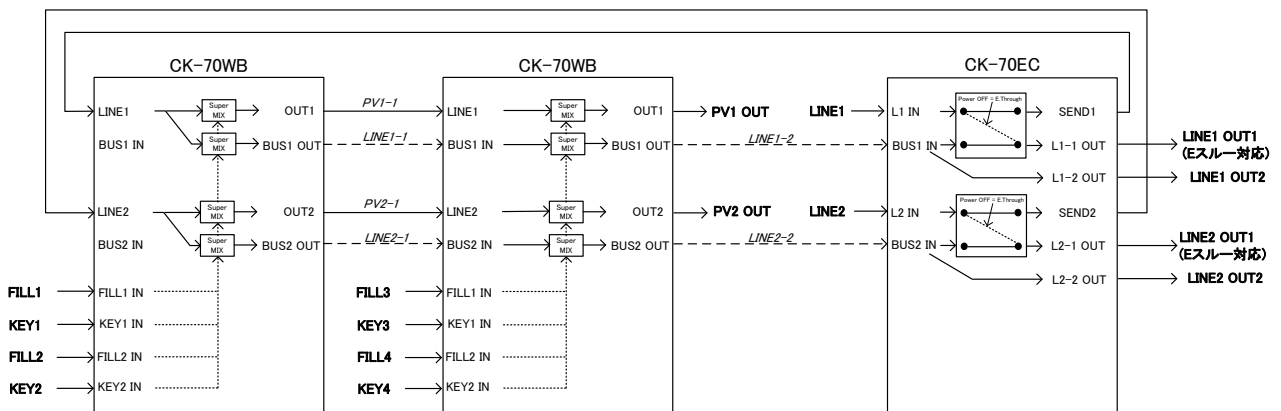 CK-70WB
LINE1
Super
MIX
OUT1
BUS1 IN
Super
MIX
BUS1 OUT
LINE2
Super
MIX
OUT2
BUS2 IN
Super
MIX
BUS2 OUT
FILL1
FILL1 IN
KEY1
KEY1 IN
FILL2
FILL2 IN
KEY2
KEY2 IN
PV1-1
LINE1-1
PV2-1
LINE2-1
CK-70WB
LINE1
Super
MIX
OUT1
BUS1 IN
Super
MIX
BUS1 OUT
LINE2
Super
MIX
OUT2
BUS2 IN
Super
MIX
BUS2 OUT
FILL3
FILL1 IN
KEY3
KEY1 IN
FILL4
FILL2 IN
KEY4
KEY2 IN
PV1 OUT
LINE1
LINE1-2
PV2 OUT
LINE2
LINE2-2
CK-70EC
L1 IN
Power OFF = E.Through
SEND1
BUS1 IN
L1-1 OUT
L1-2 OUT
L2 IN
Power OFF = E.Through
SEND2
BUS2 IN
L2-1 OUT
L2-2 OUT
LINE1 OUT1
(Eスルー対応)
LINE1 OUT2
LINE2 OUT1
(Eスルー対応)
LINE2 OUT2